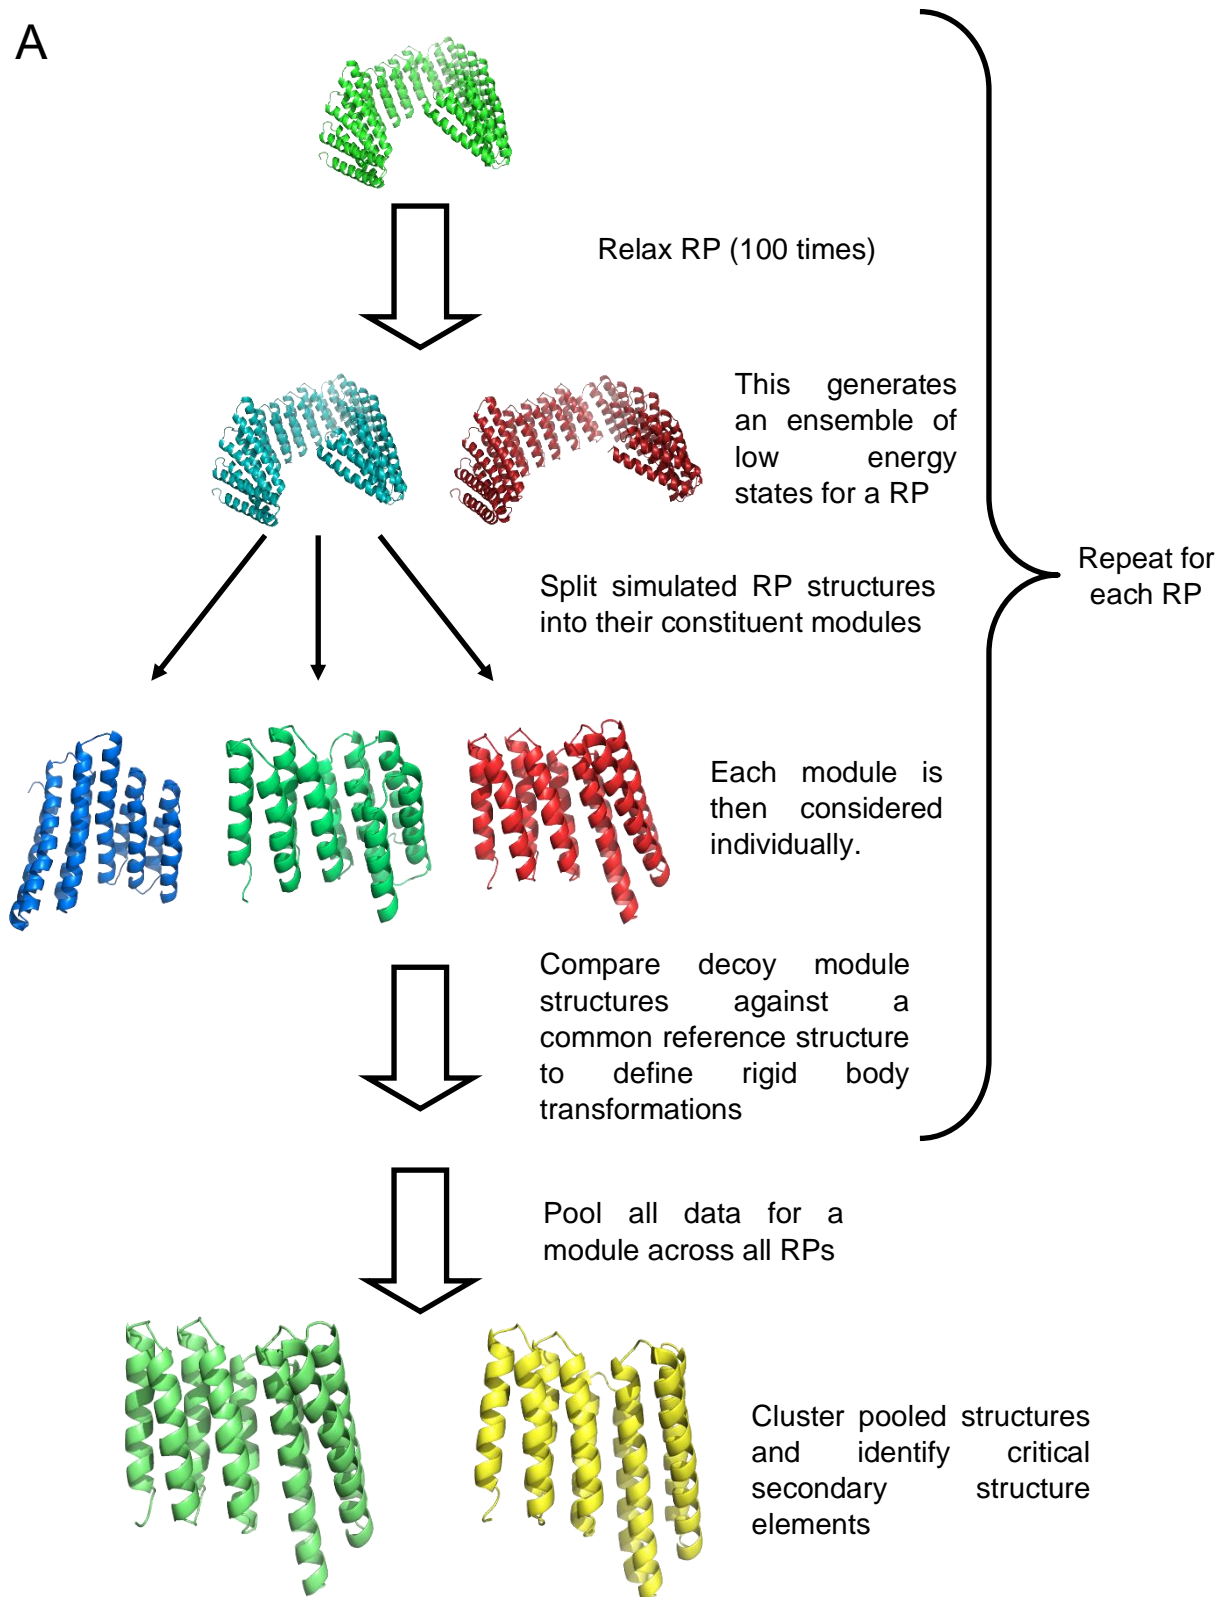 A
Relax RP (100 times)
This generates
an ensemble of
low energy
states for a RP
Split simulated RP structures
into their constituent modules
Repeat for
each RP
Each module is
then considered
individually.
Compare decoy module
structures against a
common reference structure
to define rigid body
transformations
Pool all data for a
module across all RPs
Cluster pooled structures
and identify critical
secondary structure
elements